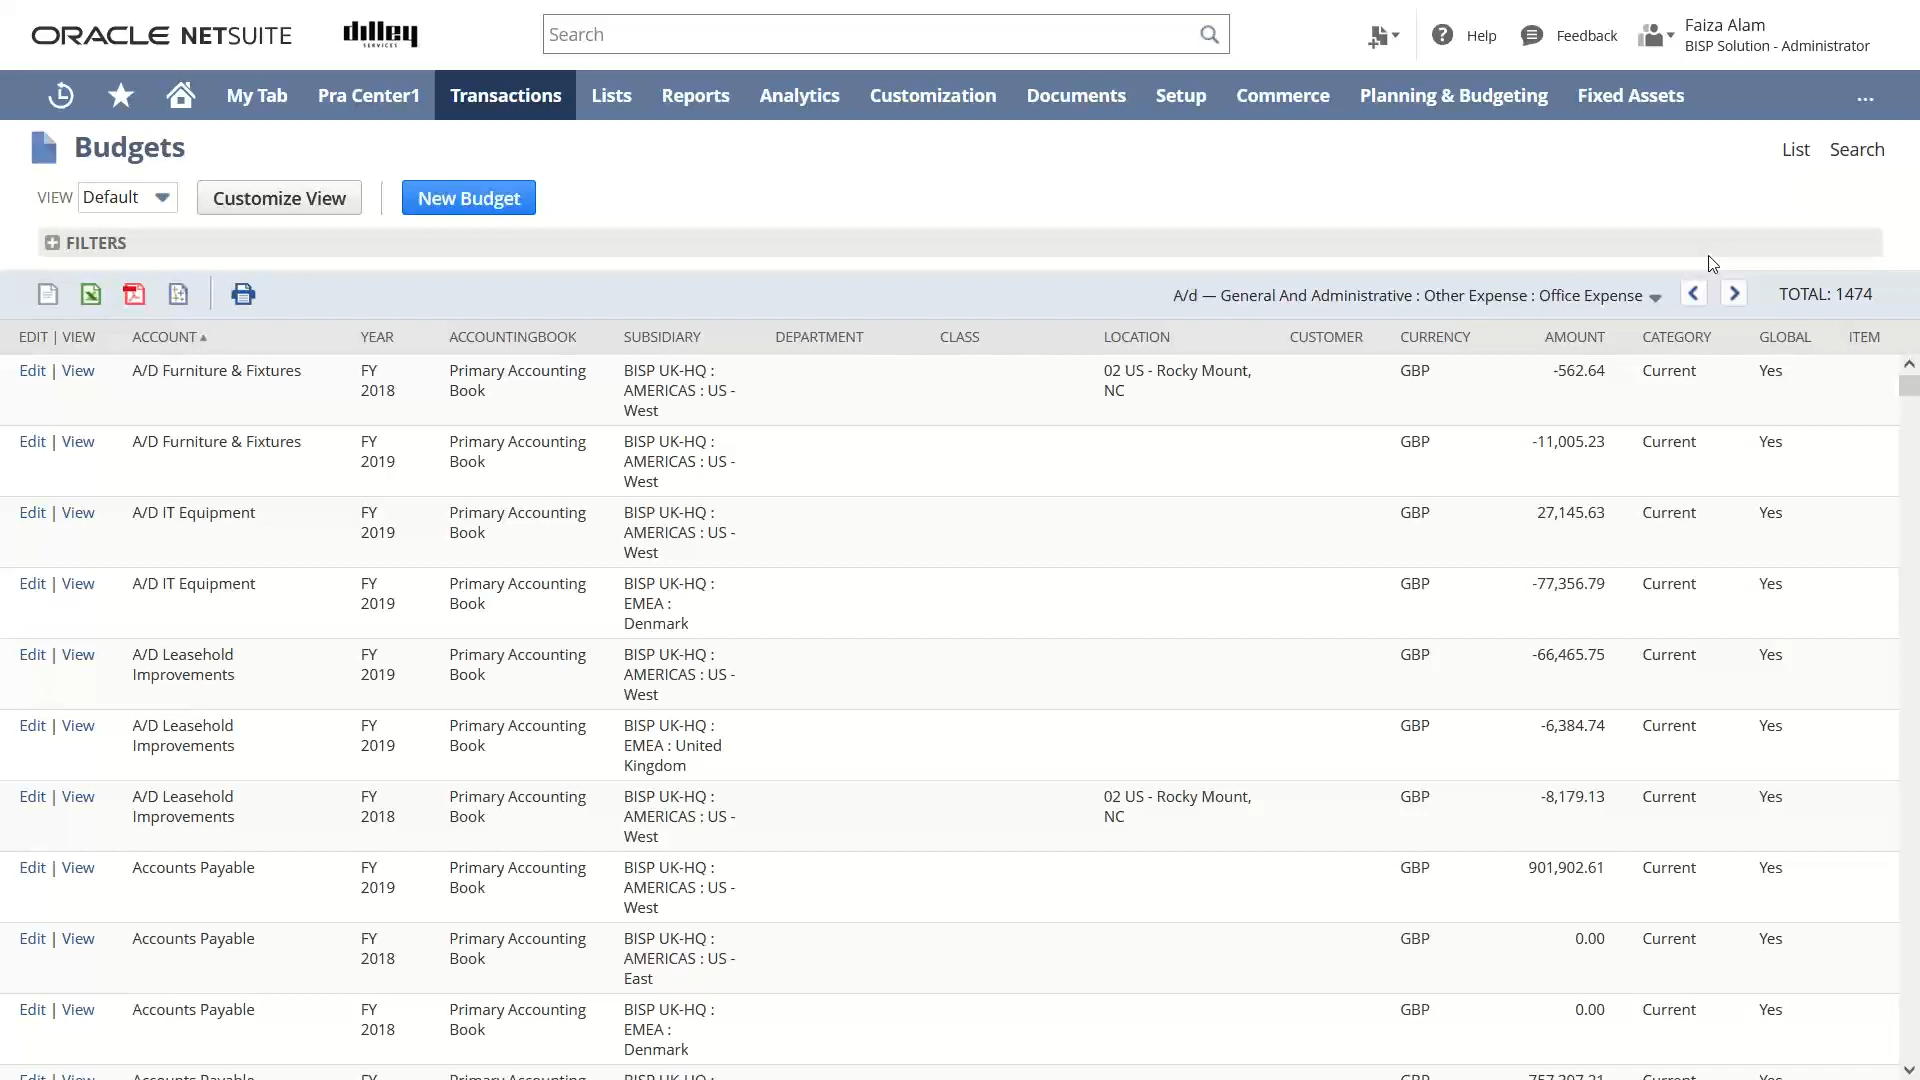 ORACLE NETSUITE
dilley
SERVICES
Search
Help
Feedback
Faiza Alam
BISP Solution - Administrator
My Tab Pra Center1 Transactions Lists Reports Analytics Customization Documents Setup Commerce Planning & Budgeting Fixed Assets ...
Budgets
List Search
VIEW Default Customize View New Budget
FILTERS
A/d — General And Administrative : Other Expense : Office Expense TOTAL: 1474
EDIT | VIEW ACCOUNT YEAR ACCOUNTINGBOOK SUBSIDIARY DEPARTMENT CLASS LOCATION CUSTOMER CURRENCY AMOUNT CATEGORY GLOBAL ITEM
Edit | View A/D Furniture & Fixtures FY Primary Accounting BISP UK-HQ : 02 US - Rocky Mount, GBP -562.64 Current Yes
2018 Book AMERICAS : US - NC
West
Edit | View A/D Furniture & Fixtures FY Primary Accounting BISP UK-HQ : GBP -11,005.23 Current Yes
2019 Book AMERICAS : US -
West
Edit | View A/D IT Equipment FY Primary Accounting BISP UK-HQ : GBP 27,145.63 Current Yes
2019 Book AMERICAS : US -
West
Edit | View A/D IT Equipment FY Primary Accounting BISP UK-HQ : GBP -77,356.79 Current Yes
2019 Book EMEA :
Denmark
Edit | View A/D Leasehold FY Primary Accounting BISP UK-HQ : GBP -66,465.75 Current Yes
Improvements 2019 Book AMERICAS : US -
West
Edit | View A/D Leasehold FY Primary Accounting BISP UK-HQ : GBP -6,384.74 Current Yes
Improvements 2019 Book EMEA : United
Kingdom
Edit | View A/D Leasehold FY Primary Accounting BISP UK-HQ : 02 US - Rocky Mount, GBP -8,179.13 Current Yes
Improvements 2018 Book AMERICAS : US - NC
West
Edit | View Accounts Payable FY Primary Accounting BISP UK-HQ : GBP 901,902.61 Current Yes
2019 Book AMERICAS : US -
West
Edit | View Accounts Payable FY Primary Accounting BISP UK-HQ : GBP 0.00 Current Yes
2018 Book AMERICAS : US -
East
Edit | View Accounts Payable FY Primary Accounting BISP UK-HQ : GBP 0.00 Current Yes
2018 Book EMEA :
Denmark